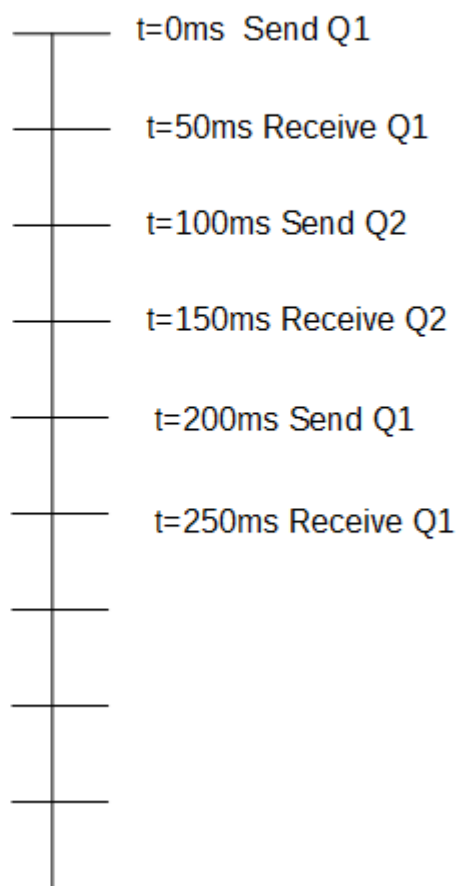 t=0ms  Send Q1
t=50ms Receive Q1
t=100ms Send Q2
t=150ms Receive Q2
t=200ms Send Q1
t=250ms Receive Q1